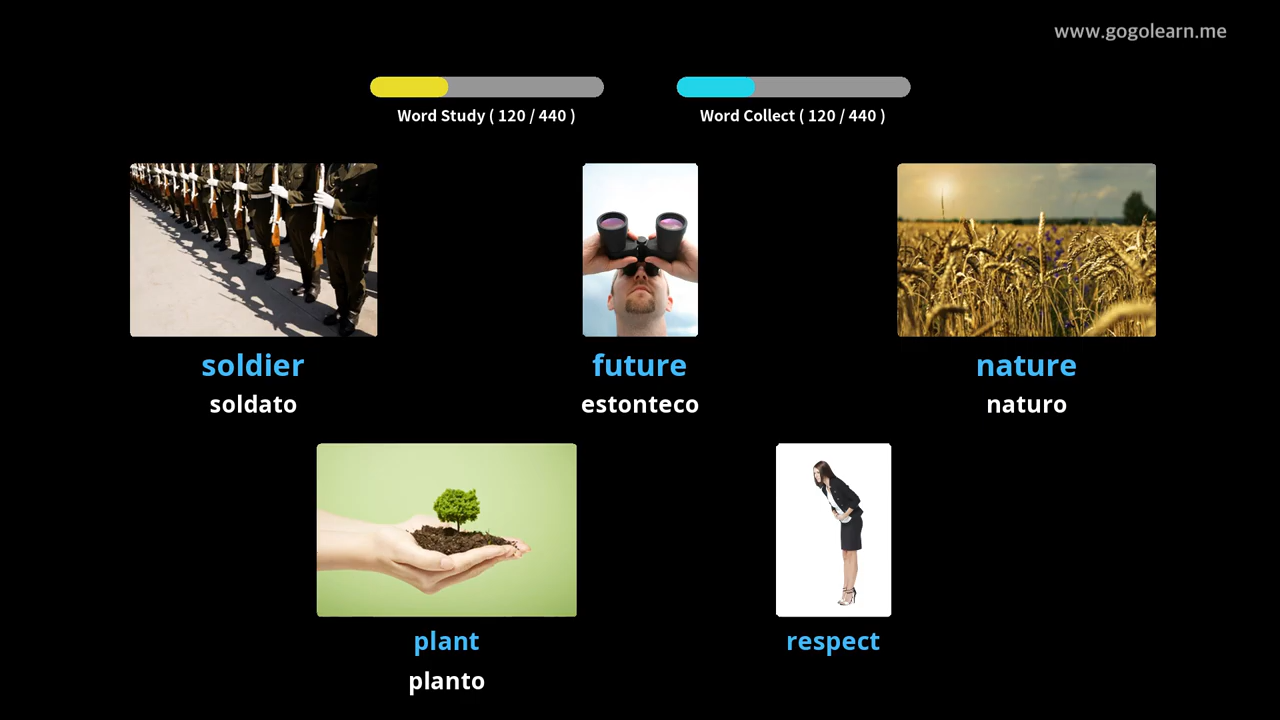 www.gogolearn.me
Word Study ( 120 / 440 )
Word Collect ( 120 / 440 )
soldier
soldato
future
estonteco
nature
naturo
plant
planto
respect